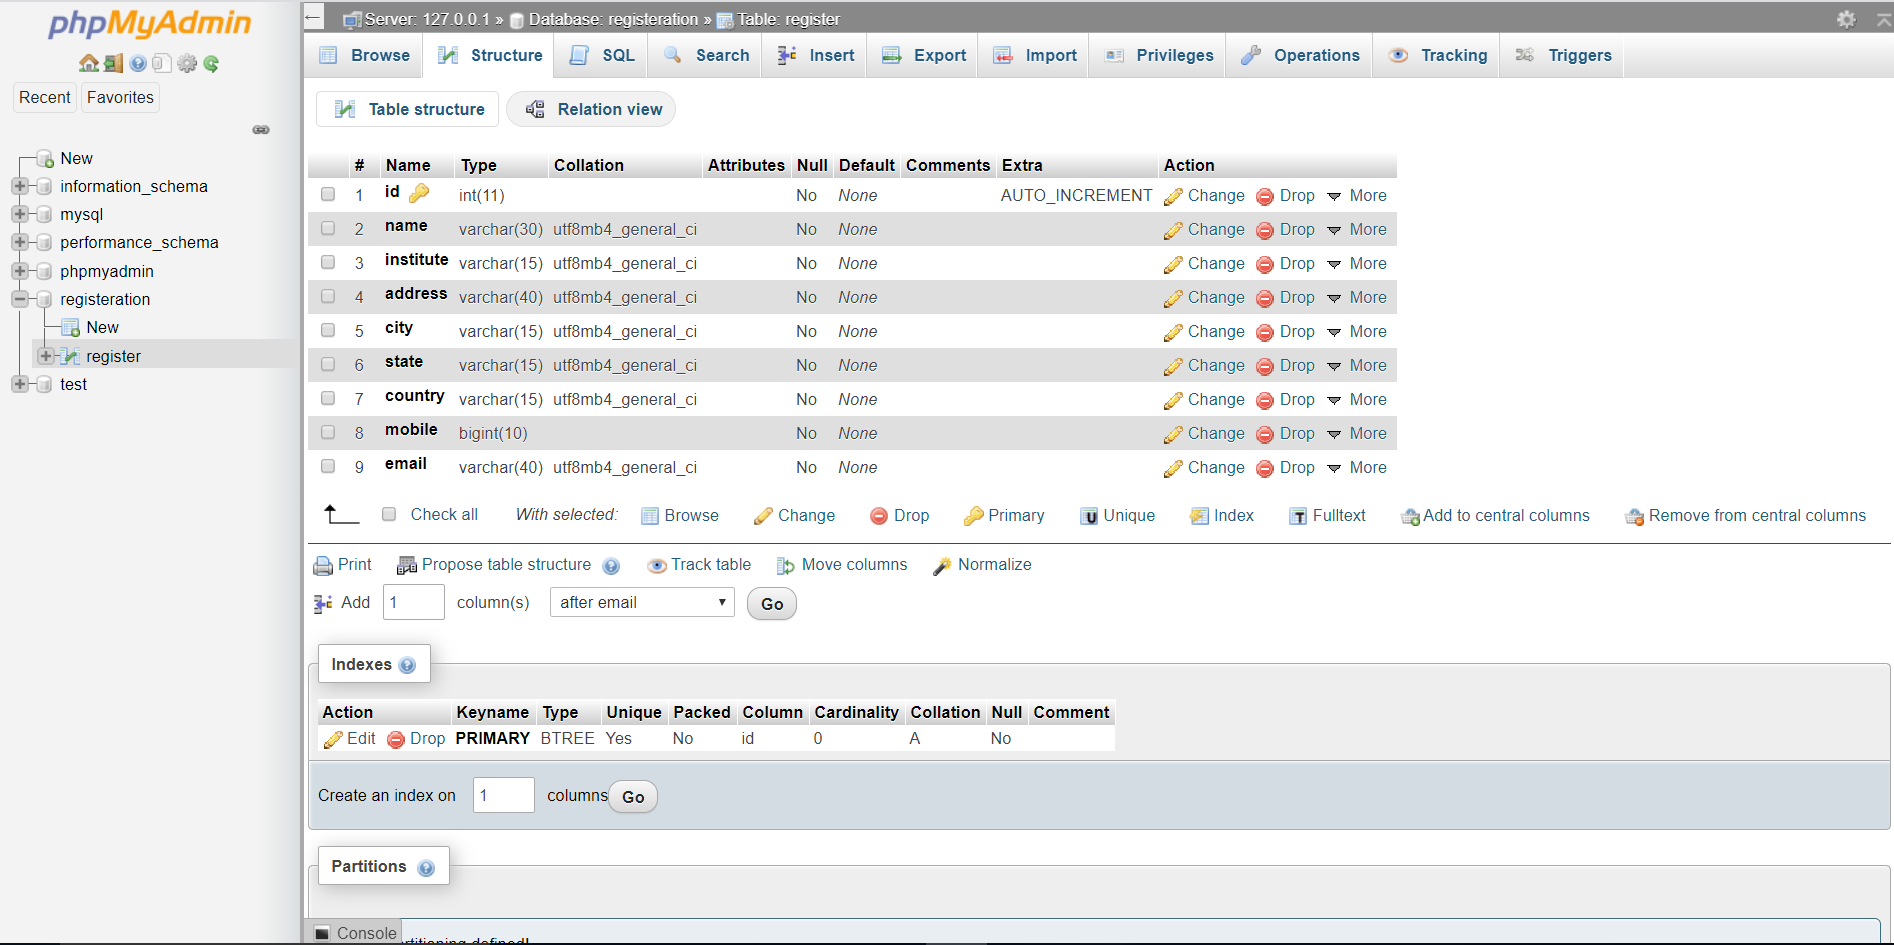 phpMyAdmin
Recent Favorites
New
information_schema
mysql
performance_schema
phpmyadmin
registeration
New
register
test
Server: 127.0.0.1 » Database: registeration » Table: register
Browse Structure SQL Search Insert Export Import Privileges Operations Tracking Triggers
Table structure Relation view
# Name Type Collation Attributes Null Default Comments Extra Action
1 id int(11) No None AUTO_INCREMENT Change Drop More
2 name varchar(30) utf8mb4_general_ci No None Change Drop More
3 institute varchar(15) utf8mb4_general_ci No None Change Drop More
4 address varchar(40) utf8mb4_general_ci No None Change Drop More
5 city varchar(15) utf8mb4_general_ci No None Change Drop More
6 state varchar(15) utf8mb4_general_ci No None Change Drop More
7 country varchar(15) utf8mb4_general_ci No None Change Drop More
8 mobile bigint(10) No None Change Drop More
9 email varchar(40) utf8mb4_general_ci No None Change Drop More
Check all With selected: Browse Change Drop Primary Unique Index Fulltext Add to central columns Remove from central columns
Print Propose table structure Track table Move columns Normalize
Add 1 column(s) after email Go
Indexes
Action Keyname Type Unique Packed Column Cardinality Collation Null Comment
Edit Drop PRIMARY BTREE Yes No id 0 A No
Create an index on 1 columns Go
Partitions
Console